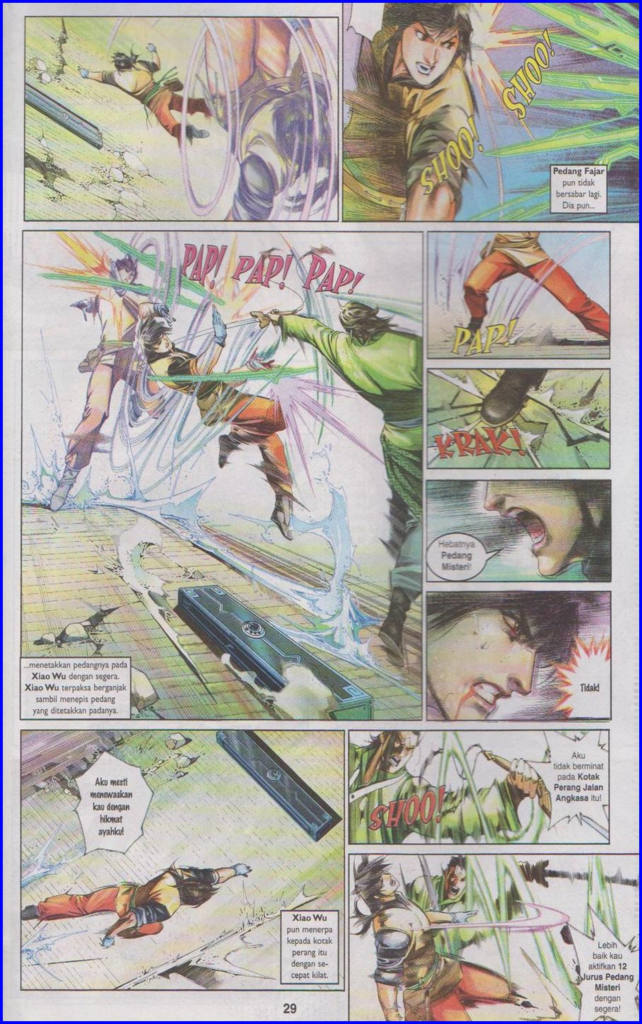 SHOO!
SHOO!
Pedang Fajar
pun tidak
bersabar lagi.
Dia pun...
PAP! PAP! PAP!
...menetakkan pedangnya pada
Xiao Wu dengan segera.
Xiao Wu terpaksa berganjak
sambil menepis pedang
yang ditetakkan padanya.
PAP!
KRAK!
Hebatnya
Pedang
Misteri!
Tidak!
Aku mesti
menewaskan
kau dengan
hikmat
ayahku!
Xiao Wu
pun menerpa
kepada kotak
perang itu
dengan se-
cepat kilat.
Aku
tidak berminat
pada Kotak
Perang Jalan
Angkasa itu!
SHOO!
Lebih
baik kau
aktifkan 12
Jurus Pedang
Misteri
dengan
segera!
29